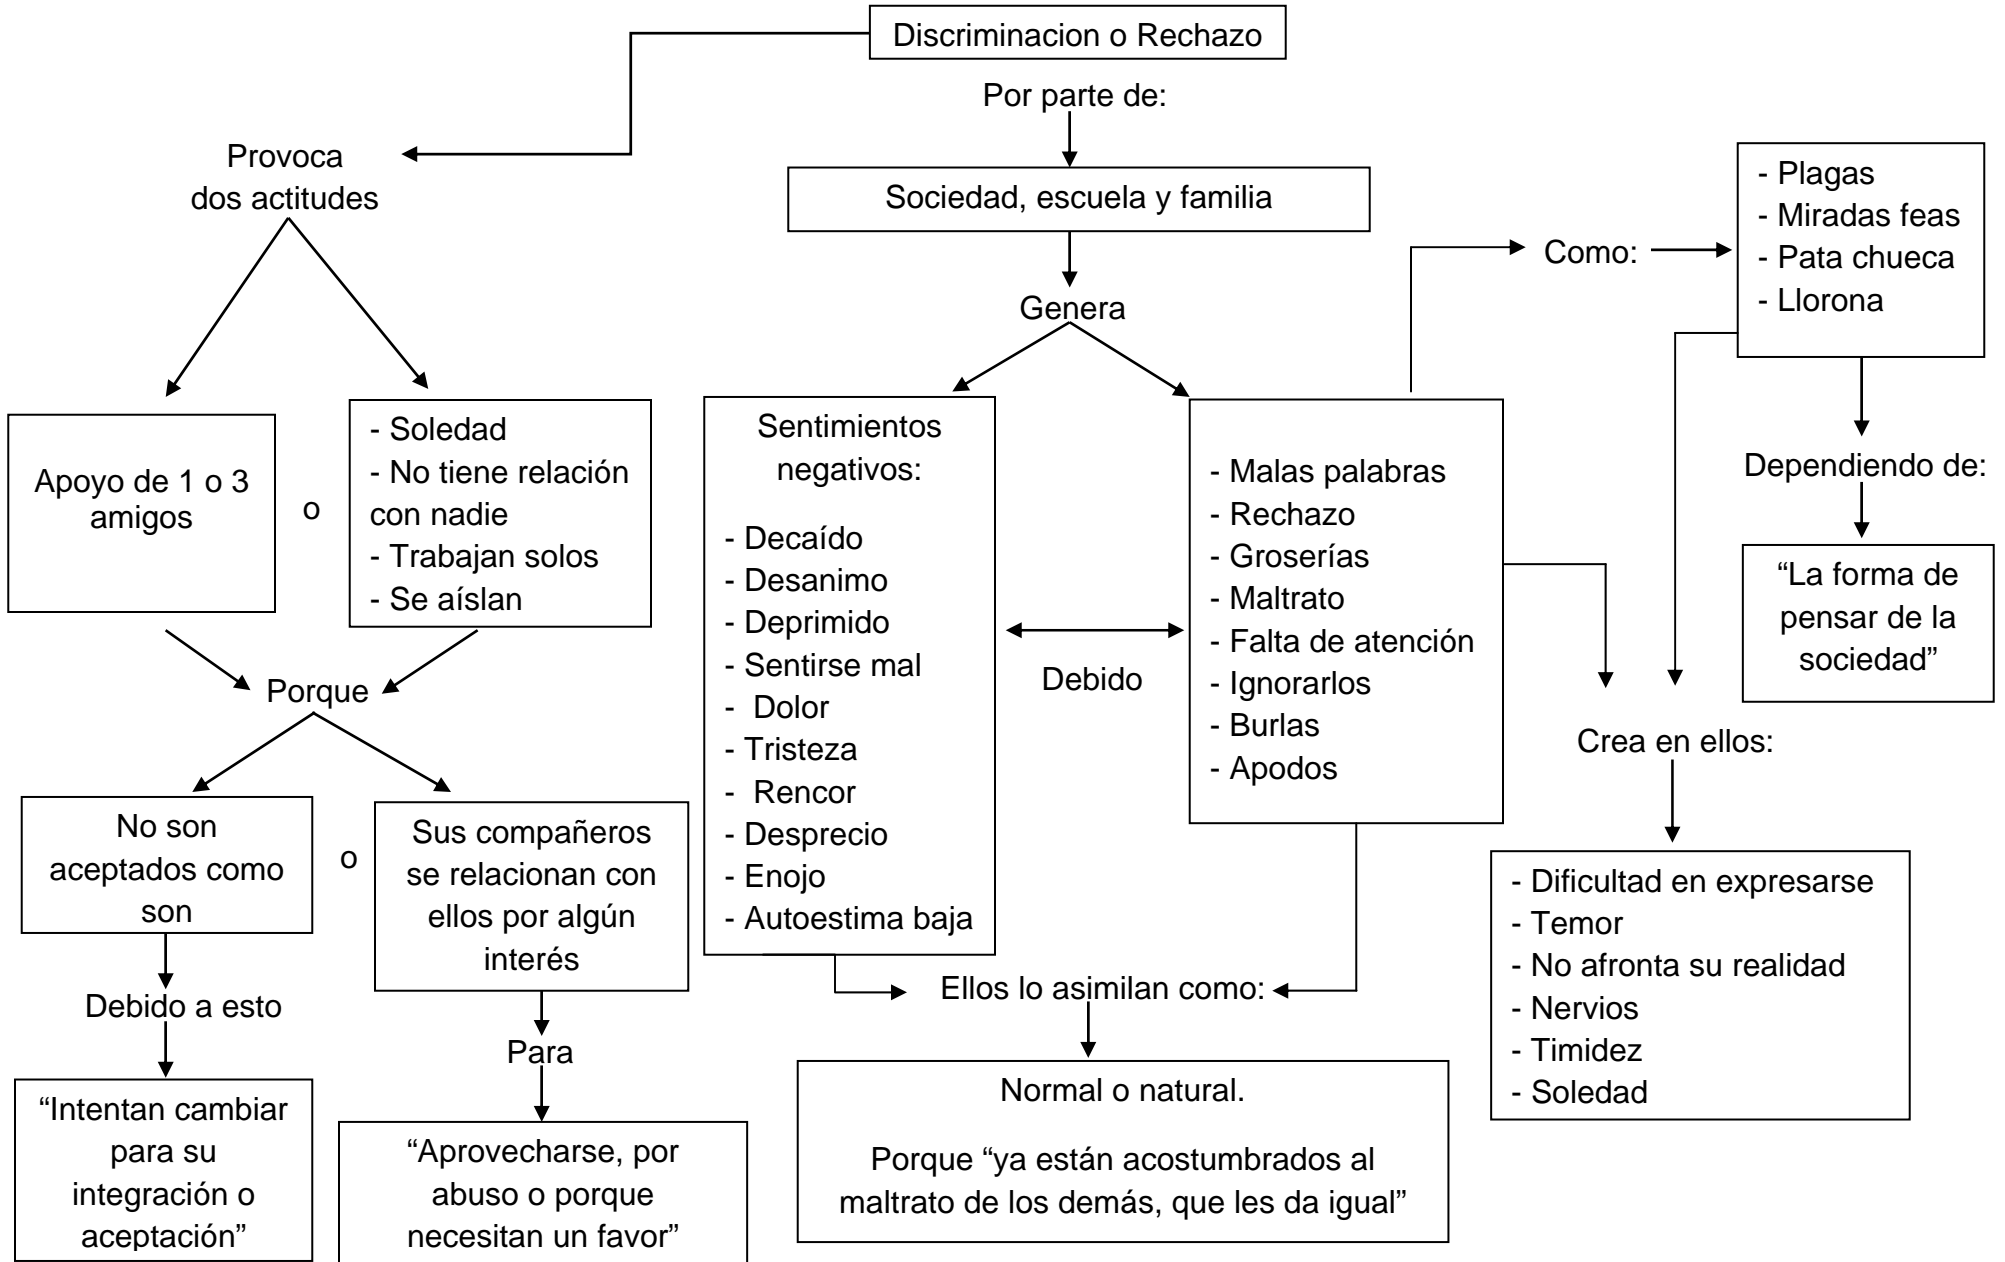 Discriminacion o Rechazo
Por parte de:
Sociedad, escuela y familia
Genera
Provoca
dos actitudes
Apoyo de 1 o 3
amigos
o
- Soledad
- No tiene relación
con nadie
- Trabajan solos
- Se aíslan
Porque
No son
aceptados como
son
o
Sus compañeros
se relacionan con
ellos por algún
interés
Debido a esto
Para
“Intentan cambiar
para su
integración o
aceptación”
“Aprovecharse, por
abuso o porque
necesitan un favor”
Sentimientos
negativos:
- Decaído
- Desanimo
- Deprimido
- Sentirse mal
- Dolor
- Tristeza
- Rencor
- Desprecio
- Enojo
- Autoestima baja
Debido
- Malas palabras
- Rechazo
- Groserías
- Maltrato
- Falta de atención
- Ignorarlos
- Burlas
- Apodos
Ellos lo asimilan como:
Normal o natural.
Porque “ya están acostumbrados al
maltrato de los demás, que les da igual”
Como:
- Plagas
- Miradas feas
- Pata chueca
- Llorona
Dependiendo de:
“La forma de
pensar de la
sociedad”
Crea en ellos:
- Dificultad en expresarse
- Temor
- No afronta su realidad
- Nervios
- Timidez
- Soledad